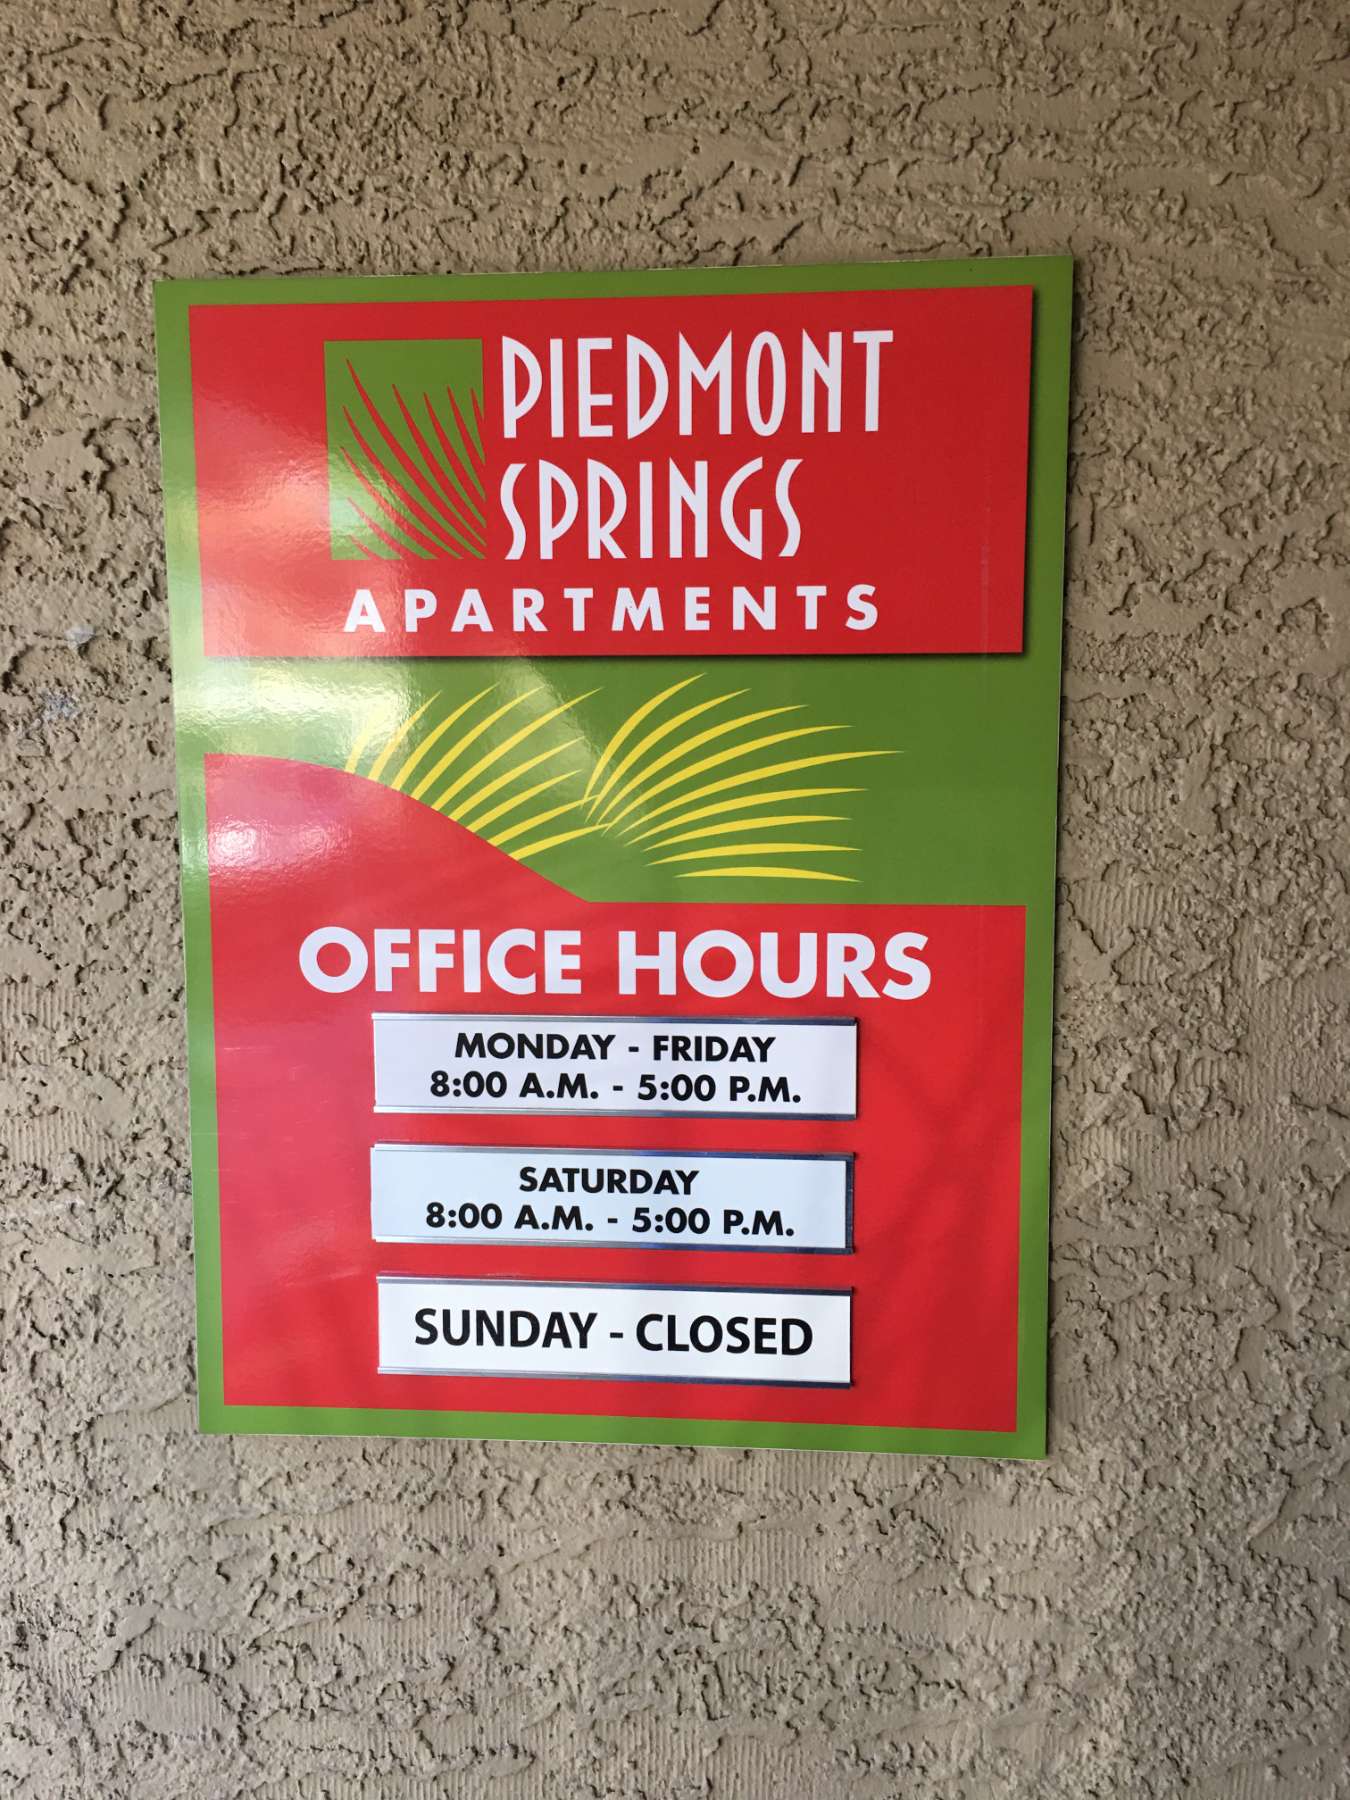 PIEDMONT
SPRINGS
APARTMENTS
OFFICE HOURS
MONDAY - FRIDAY
8:00 A.M. - 5:00 P.M.
SATURDAY
8:00 A.M. - 5:00 P.M.
SUNDAY - CLOSED